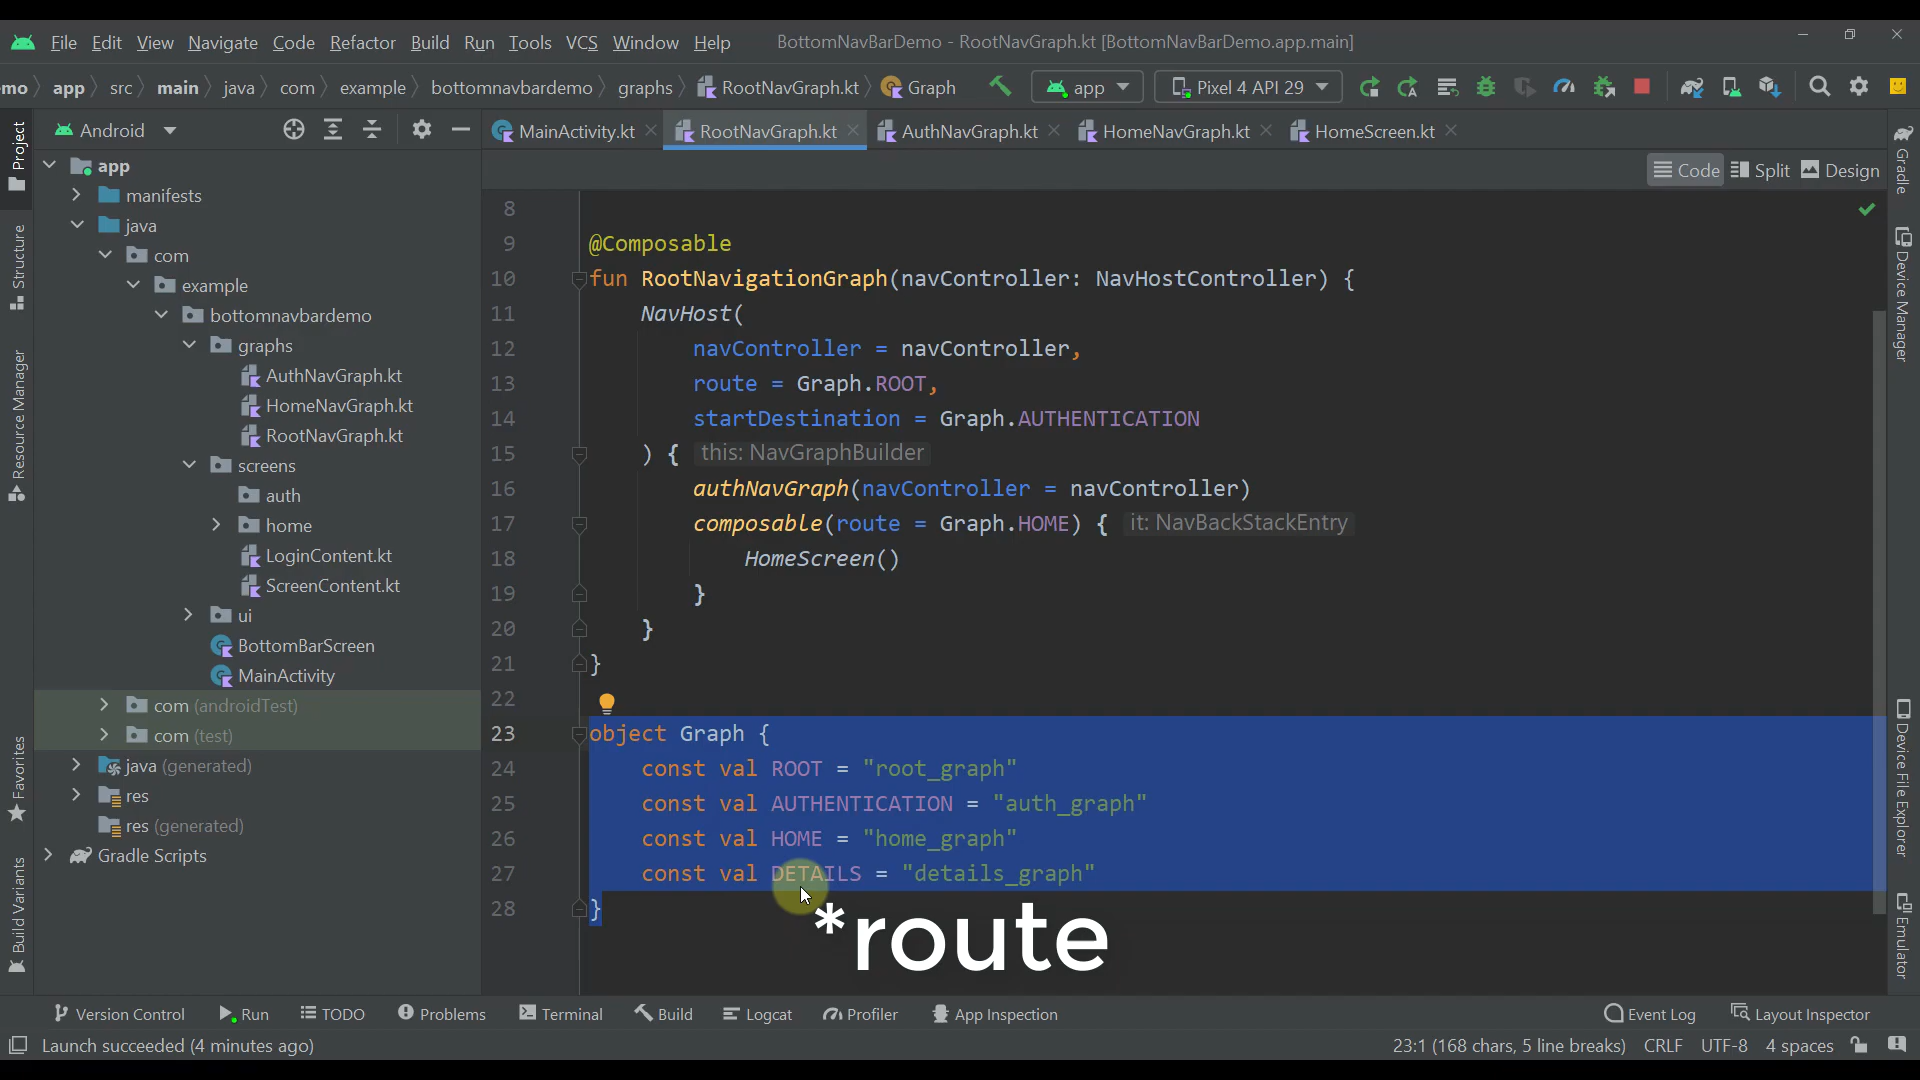 File Edit View Navigate Code Refactor Build Run Tools VCS Window Help BottomNavBarDemo - RootNavGraph.kt [BottomNavBarDemo.app.main]
mo app src main java com example bottomnavbardemo graphs RootNavGraph.kt Graph app Pixel 4 API 29
Project
Android
MainActivity.kt RootNavGraph.kt AuthNavGraph.kt HomeNavGraph.kt HomeScreen.kt
Code Split Design
app
manifests
java
com
example
bottomnavbardemo
graphs
AuthNavGraph.kt
HomeNavGraph.kt
RootNavGraph.kt
screens
auth
home
LoginContent.kt
ScreenContent.kt
ui
BottomBarScreen
MainActivity
com (androidTest)
com (test)
java (generated)
res
res (generated)
Gradle Scripts
Structure
Resource Manager
Favorites
Build Variants
8
9 @Composable
10 fun RootNavigationGraph(navController: NavHostController) {
11 NavHost(
12 navController = navController,
13 route = Graph.ROOT,
14 startDestination = Graph.AUTHENTICATION
15 ) { this: NavGraphBuilder
16 authNavGraph(navController = navController)
17 composable(route = Graph.HOME) { it: NavBackStackEntry
18 HomeScreen()
19 }
20 }
21 }
22
23 object Graph {
24 const val ROOT = "root_graph"
25 const val AUTHENTICATION = "auth_graph"
26 const val HOME = "home_graph"
27 const val DETAILS = "details_graph"
28 }
*route
Gradle
Device Manager
Device File Explorer
Emulator
Version Control Run TODO Problems Terminal Build Logcat Profiler App Inspection Event Log Layout Inspector
Launch succeeded (4 minutes ago) 23:1 (168 chars, 5 line breaks) CRLF UTF-8 4 spaces